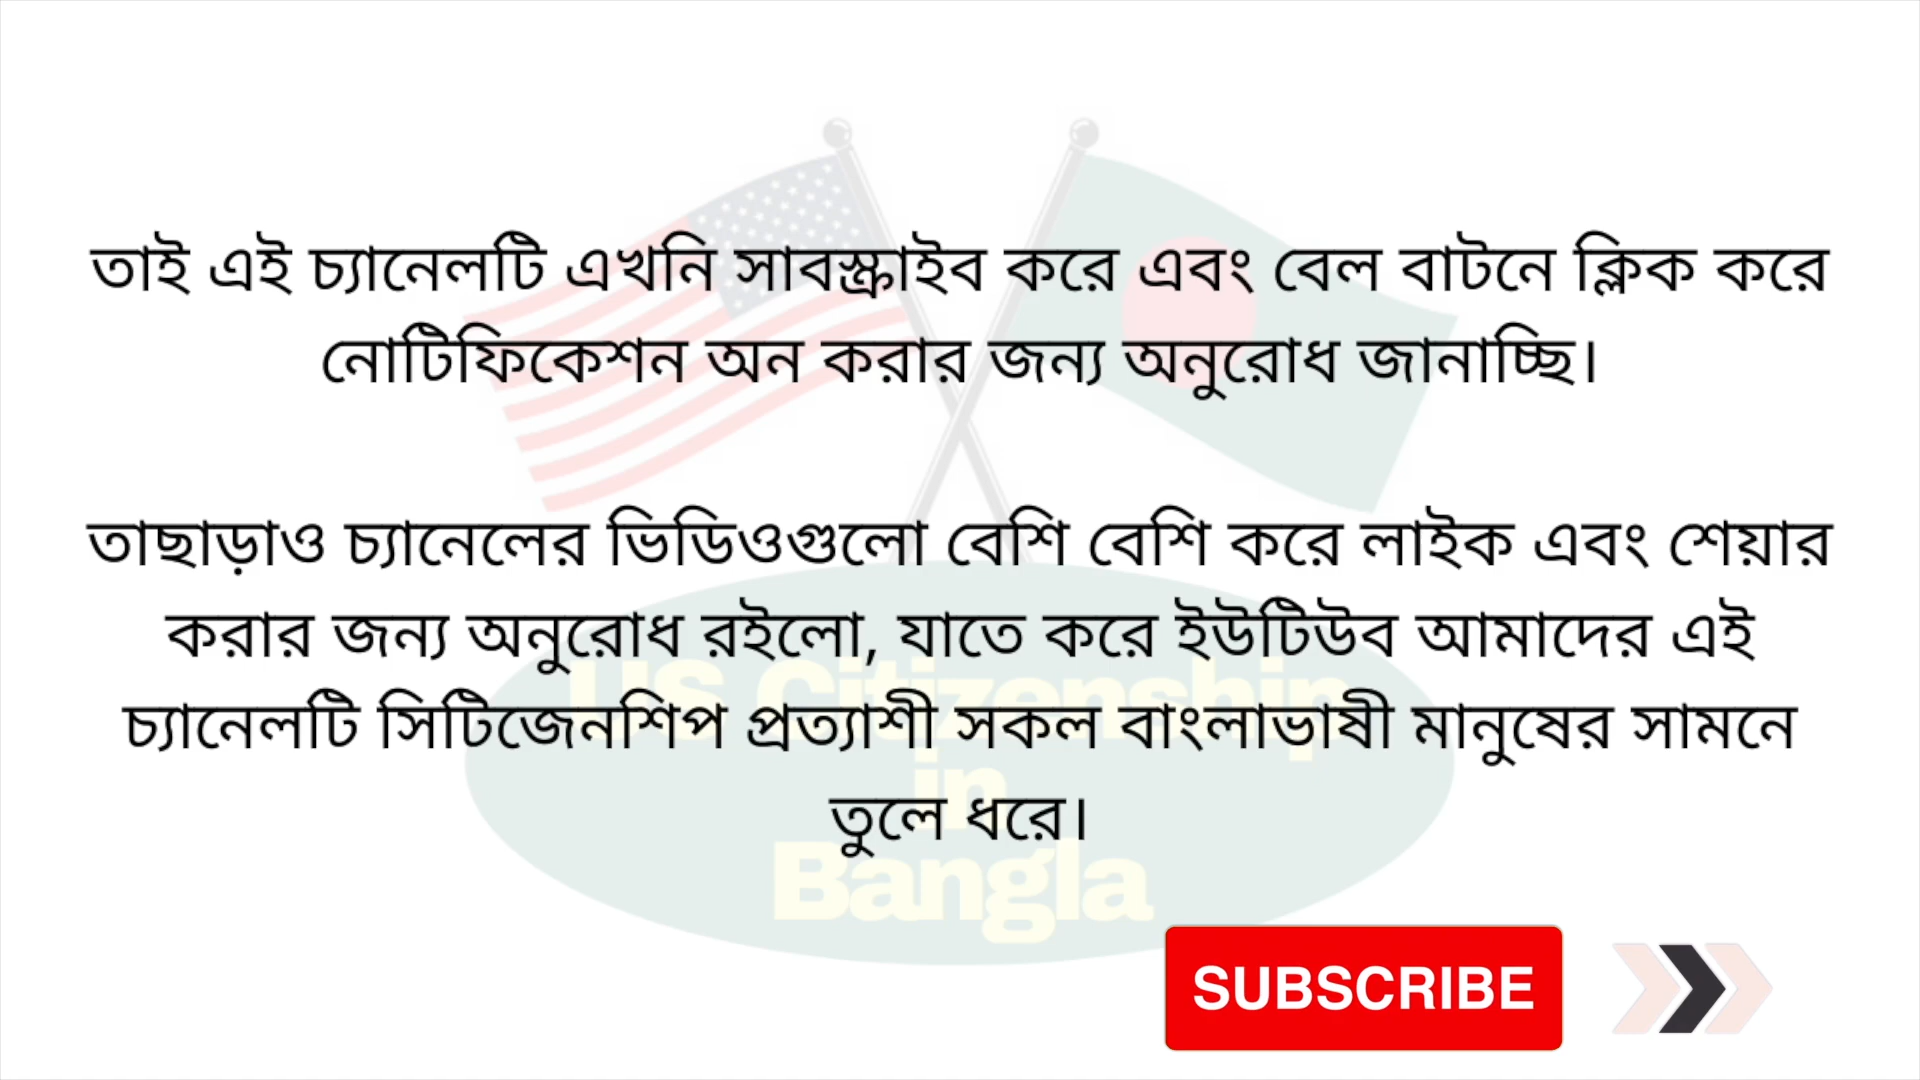 তাই এই চ্যানেলটি এখনি সাবস্ক্রাইব করে এবং বেল বাটনে ক্লিক করে
নোটিফিকেশন অন করার জন্য অনুরোধ জানাচ্ছি।
তাছাড়াও চ্যানেলের ভিডিওগুলো বেশি বেশি করে লাইক এবং শেয়ার
করার জন্য অনুরোধ রইলো, যাতে করে ইউটিউব আমাদের এই
চ্যানেলটি সিটিজেনশিপ প্রত্যাশী সকল বাংলাভাষী মানুষের সামনে
তুলে ধরে।
US Citizenship
in
Bangla
SUBSCRIBE